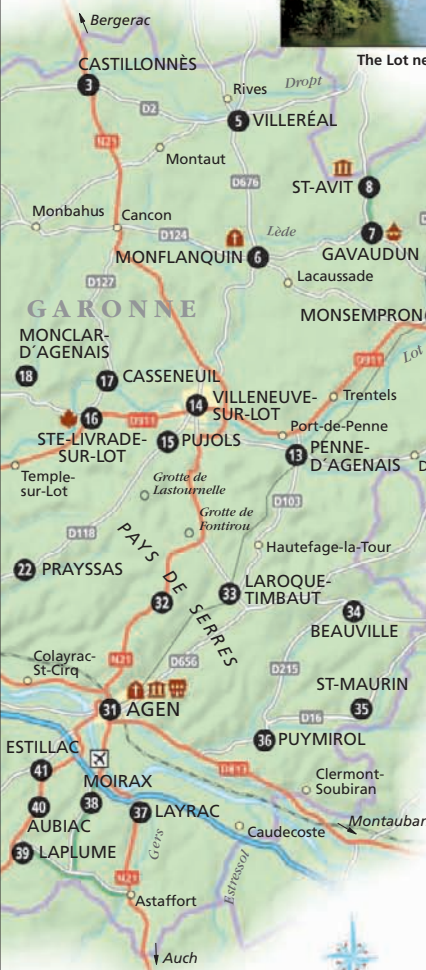 Bergerac
The Lot ne
CASTILLONNÈS
3
Rives
Dropt
D2
5 VILLERÉAL
N21
Montaut
D676
ST-AVIT 8
Monbahus
Cancon
D124
Lède
7
GAVAUDUN
MONFLANQUIN 6
Lacaussade
D127
GARONNE
MONSEMPRON
MONCLAR-
D´AGENAIS
D911
Lot
18
17 CASSENEUIL
14 VILLENEUVE-
SUR-LOT
Trentels
16
D911
STE-LIVRADE-
SUR-LOT
15 PUJOLS
Port-de-Penne
13 PENNE-
D´AGENAIS
D
Temple-
sur-Lot
Grotte de
Lastournelle
D103
Grotte de
Fontirou
D118
PAYS DE SERRES
Hautefage-la-Tour
22 PRAYSSAS
33 LAROQUE-
TIMBAUT
32
34
BEAUVILLE
Colayrac-
St-Cirq
N21
D656
D215
ST-MAURIN
35
31 AGEN
D16
36 PUYMIROL
ESTILLAC
41
D813
MOIRAX
Clermont-
Soubiran
40
AUBIAC
38
37 LAYRAC
Montauban
Caudecoste
39 LAPLUME
Gers
Estressol
N21
Astaffort
Auch